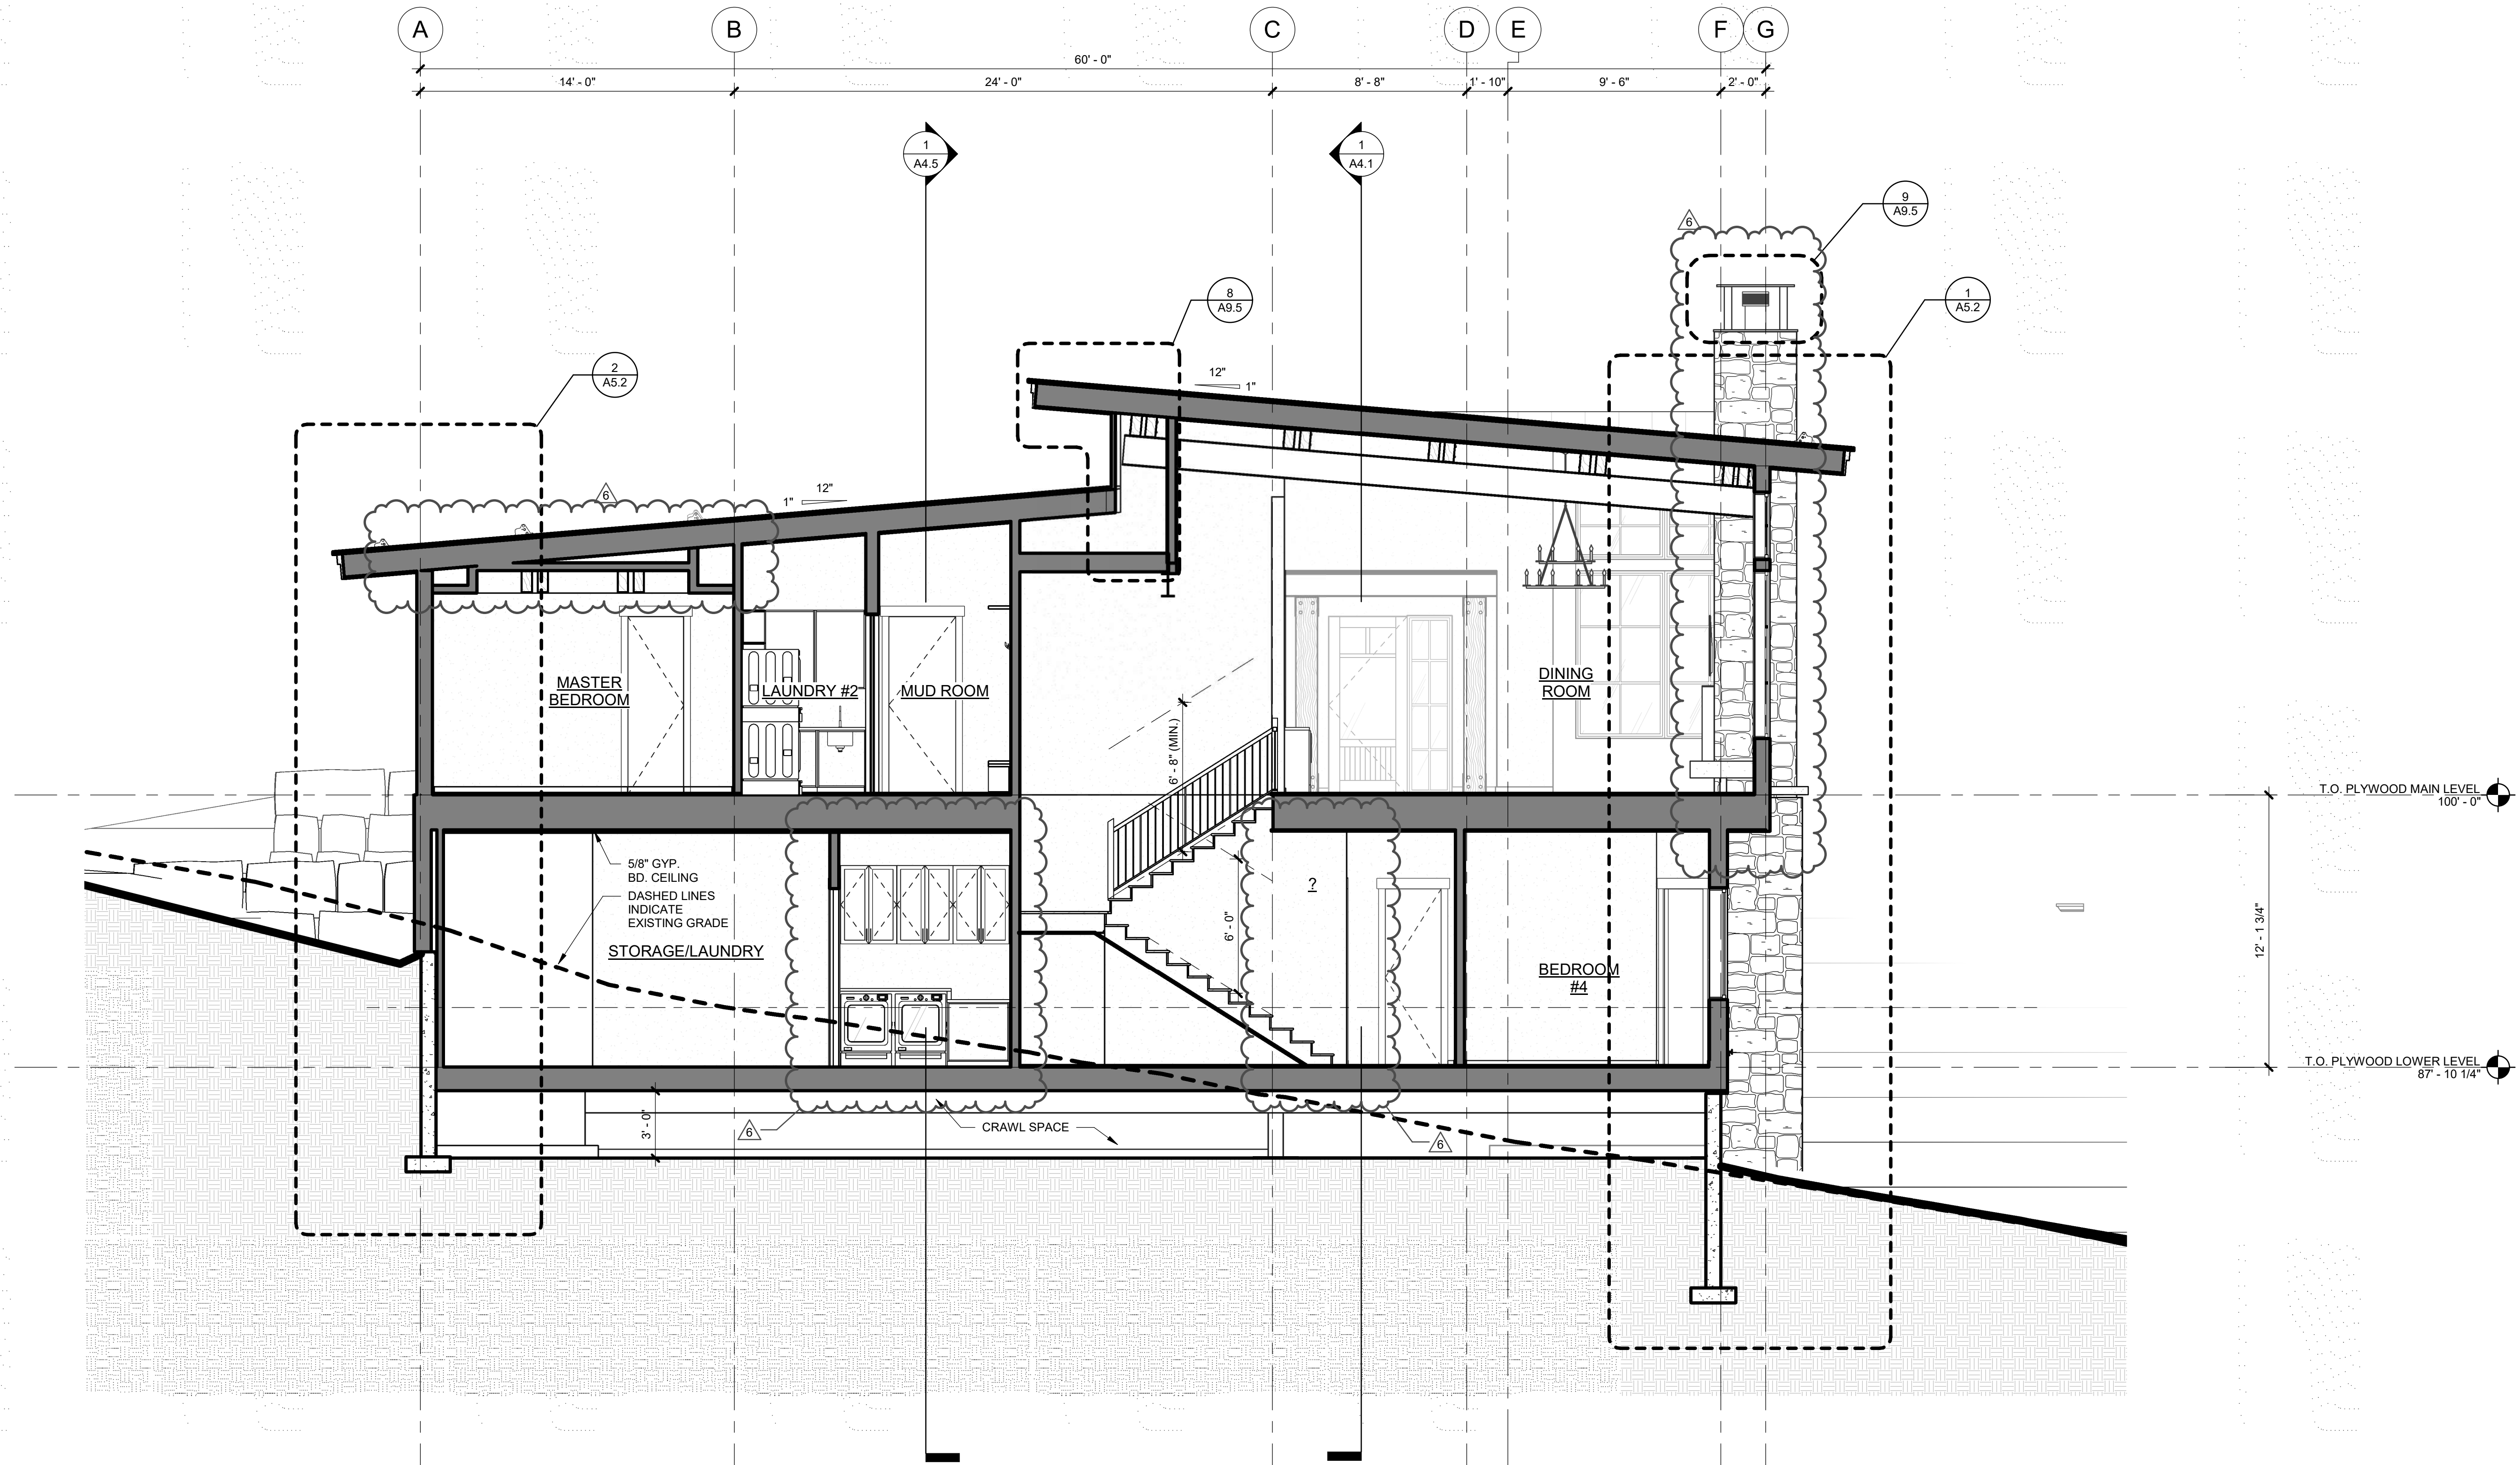 A B C D E F G
60' - 0"
14' - 0" 24' - 0" 8' - 8" 1' - 10" 9' - 6" 2' - 0"
1
A4.5
1
A4.1
9
A9.5
6
8
A9.5
1
A5.2
2
A5.2
12"
1"
6
12"
1"
MASTER
BEDROOM
LAUNDRY #2
MUD ROOM
6' - 8" (MIN.)
DINING
ROOM
T.O. PLYWOOD MAIN LEVEL
100' - 0"
5/8" GYP.
BD. CEILING
DASHED LINES
INDICATE
EXISTING GRADE
STORAGE/LAUNDRY
6' - 0"
?
BEDROOM
#4
12' - 1 3/4"
T.O. PLYWOOD LOWER LEVEL
87' - 10 1/4"
3' - 0"
6
CRAWL SPACE
6